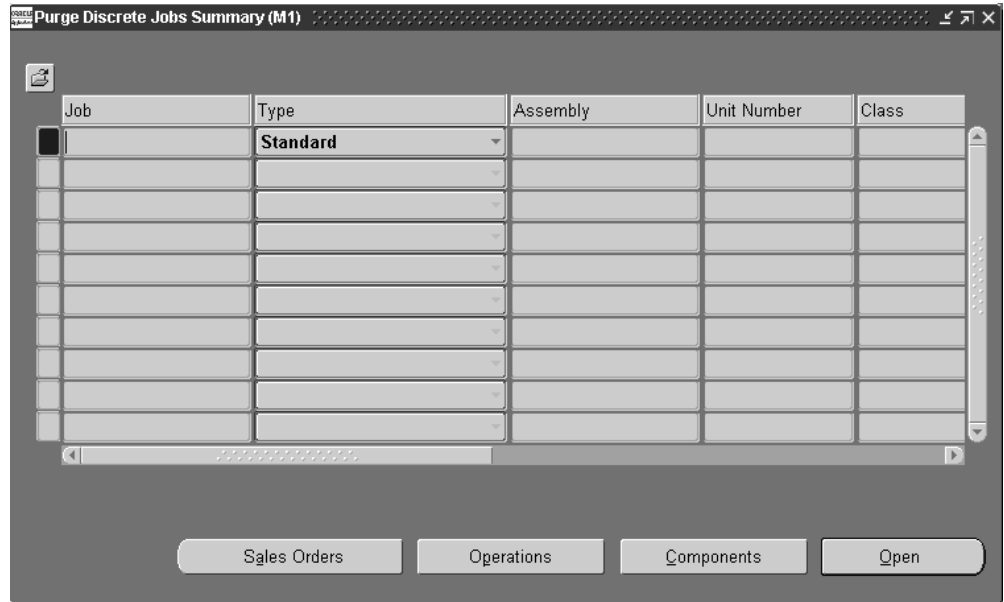 Purge Discrete Jobs Summary (M1)
Job Type Assembly Unit Number Class
Standard
Sales Orders Operations Components Open